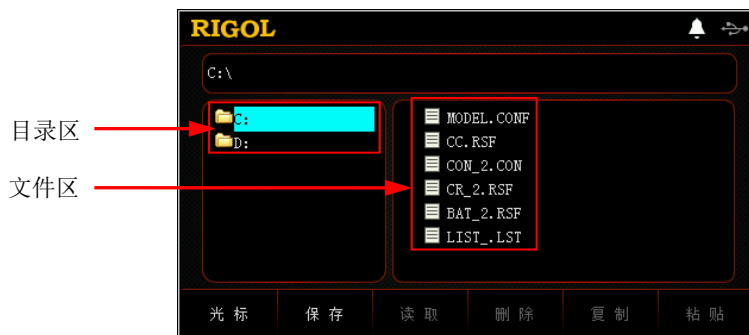 RIGOL
C:\
目录区
文件区
C:
D:
MODEL.CONF
CC.RSF
CON_2.CON
CR_2.RSF
BAT_2.RSF
LIST_.LST
光标 保存 读取 删除 复制 粘贴